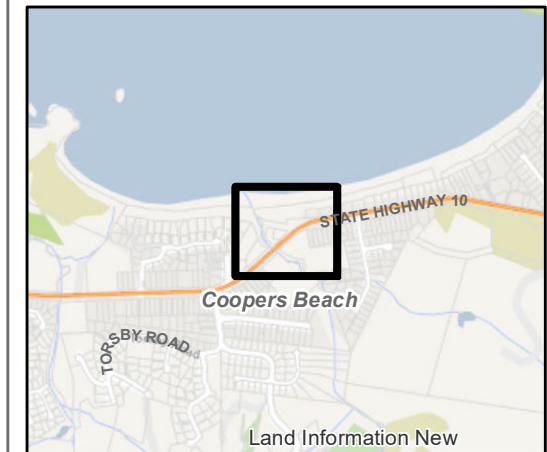 STATE HIGHWAY 10
Coopers Beach
TORSBY ROAD
Land Information New